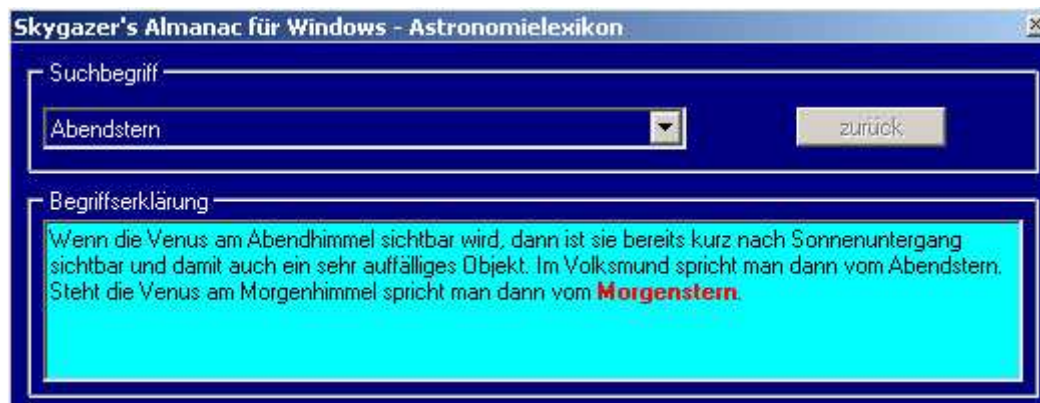 Skygazer's Almanac für Windows - Astronomielexikon
Suchbegriff
Abendstern
zurück
Begriffserklärung
Wenn die Venus am Abendhimmel sichtbar wird, dann ist sie bereits kurz nach Sonnenuntergang
sichtbar und damit auch ein sehr auffälliges Objekt. Im Volksmund spricht man dann vom Abendstern.
Steht die Venus am Morgenhimmel spricht man dann vom Morgenstern.